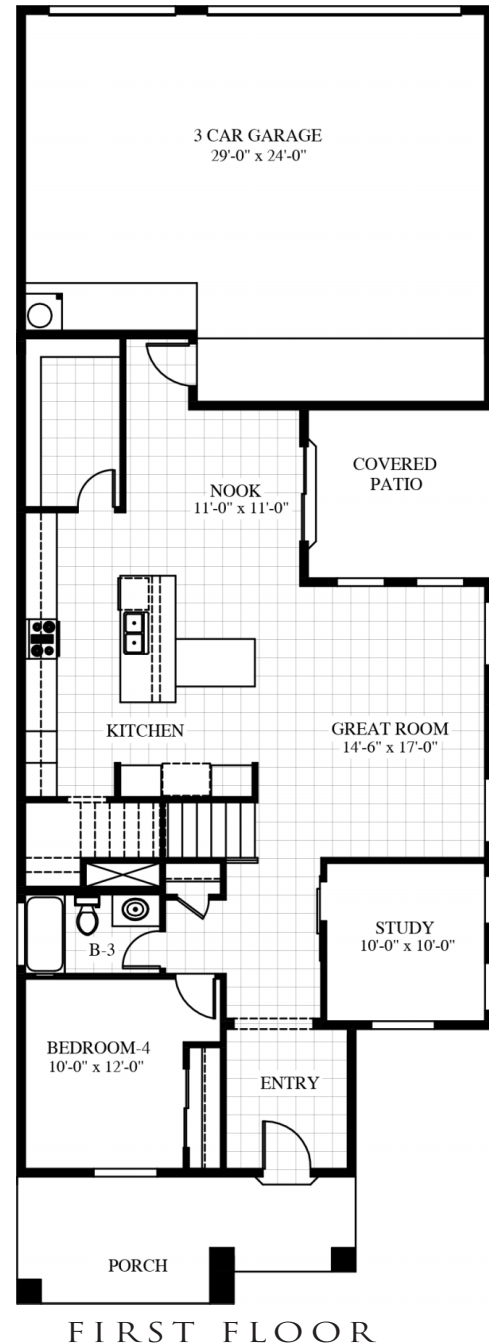 3 CAR GARAGE
29'-0" x 24'-0"
COVERED
PATIO
NOOK
11'-0" x 11'-0"
KITCHEN
GREAT ROOM
14'-6" x 17'-0"
STUDY
10'-0" x 10'-0"
B-3
BEDROOM-4
10'-0" x 12'-0"
ENTRY
PORCH
FIRST FLOOR